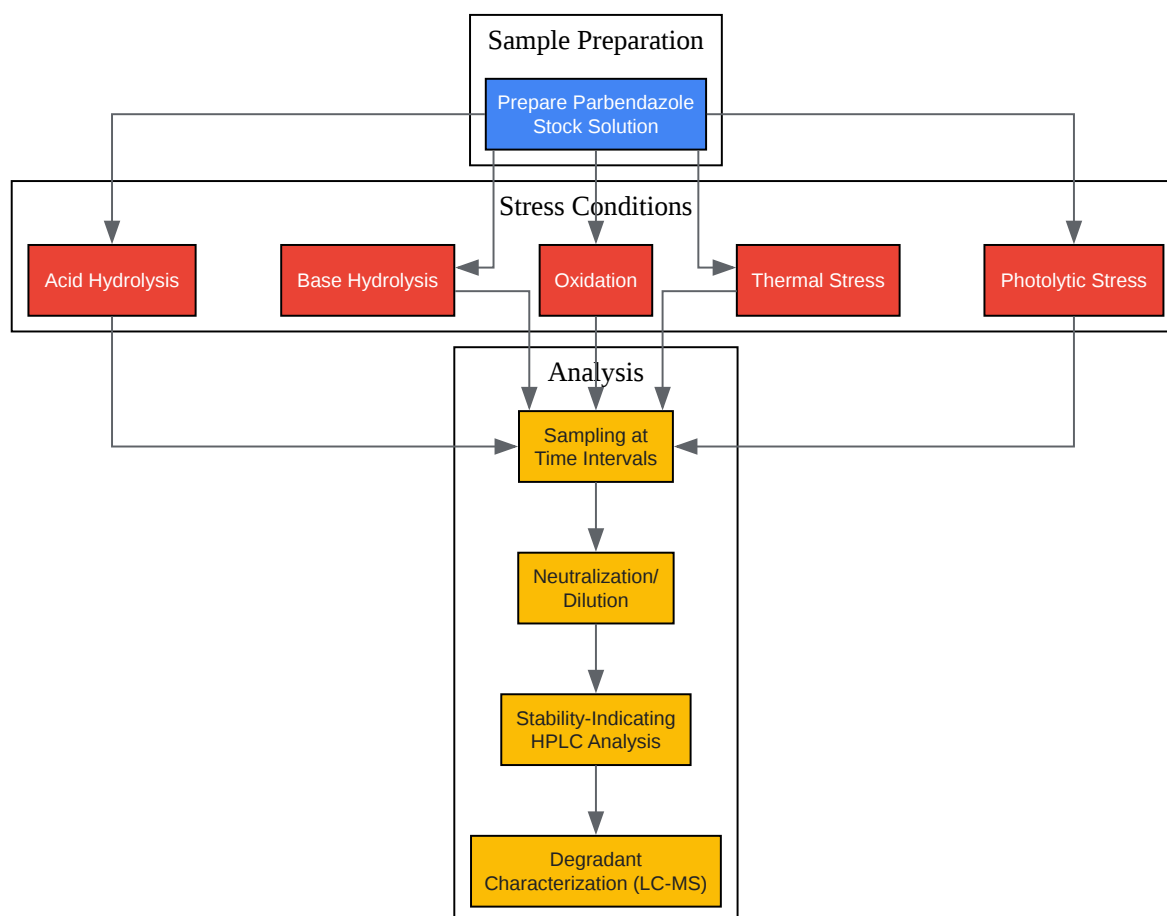 Sample Preparation
Prepare Parbendazole
Stock Solution
Stress Conditions
Acid Hydrolysis
Base Hydrolysis
Oxidation
Thermal Stress
Photolytic Stress
Analysis
Sampling at
Time Intervals
Neutralization/
Dilution
Stability-Indicating
HPLC Analysis
Degradant
Characterization (LC-MS)